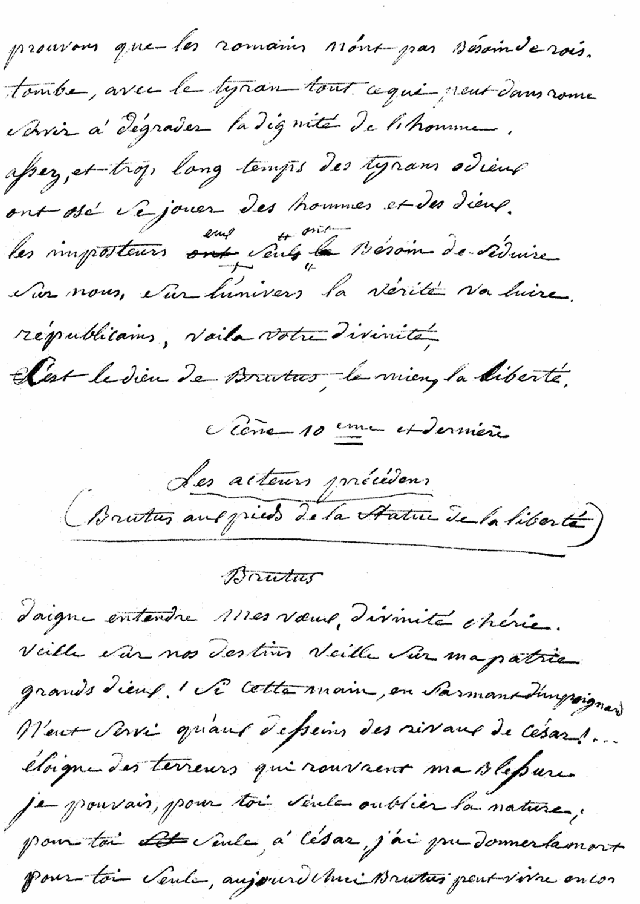 prouvons que les romains n'ónt pas Bésoin de rois.
tombe, avec le tyran tout ce qui peut dans rome
servir à dégrader la dignité de l'homme.
assez, et trop long temps des tyrans odieux
ont osé se jouer des hommes et des dieux.
eux ont
les imposteurs ont seuls le Bésoin de séduire
sur nous, sur l'univers la vérité va luire.
républicains, voila votre divinité,
C'est le dieu de Brutus, le mien, la liberté.
Scène 10 eme et dernière
Les acteurs précédens
(Brutus aux pieds de la Statue de la liberté)
Brutus
daigne entendre mes vœux, divinité chérie.
veille sur nos destins veille sur ma patrie
grands dieux! si cette main, en s'armant d'un poignard
N'eut servi qu'aux desseins des rivaux de César!...
éloigne des terreurs qui rouvrent ma Blessure
je pouvais, pour toi seule oublier la nature;
pour toi seule, à César, j'ai pu donner la mort
pour toi seule, aujourd'hui Brutus peut vivre encor